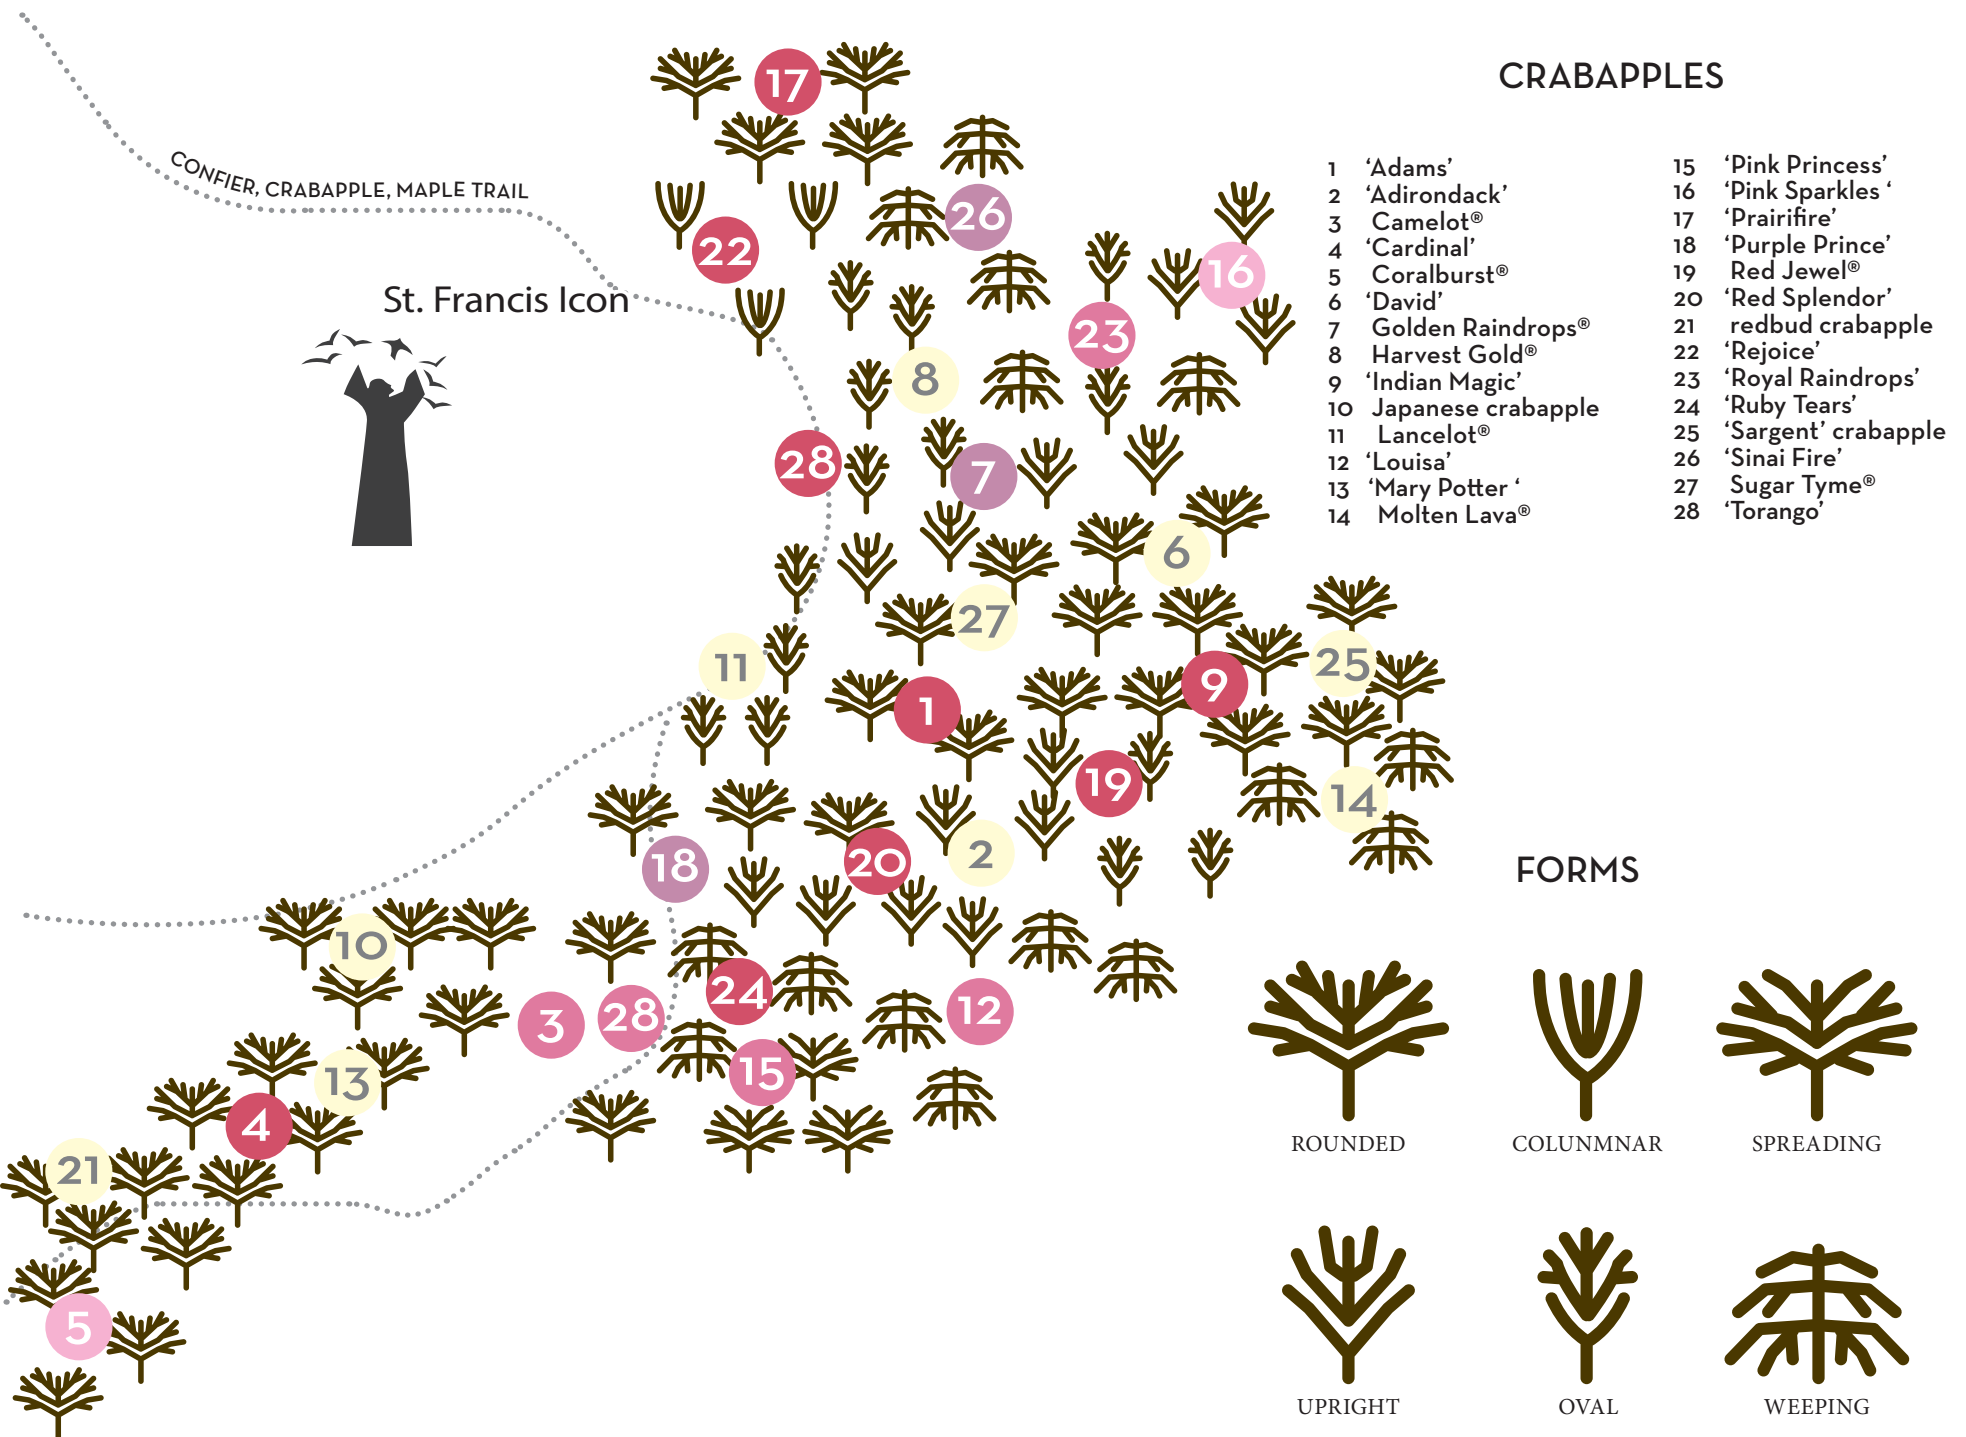 CRABAPPLES
1 ‘Adams’
2 ‘Adirondack’
3 Camelot®
4 ‘Cardinal’
5 Coralburst®
6 ‘David’
7 Golden Raindrops®
8 Harvest Gold®
9 ‘Indian Magic’
10 Japanese crabapple
11 Lancelot®
12 ‘Louisa’
13 ‘Mary Potter ‘
14 Molten Lava®
15 ‘Pink Princess’
16 ‘Pink Sparkles ‘
17 ‘Prairifire’
18 ‘Purple Prince’
19 Red Jewel®
20 ‘Red Splendor’
21 redbud crabapple
22 ‘Rejoice’
23 ‘Royal Raindrops’
24 ‘Ruby Tears’
25 ‘Sargent’ crabapple
26 ‘Sinai Fire’
27 Sugar Tyme®
28 ‘Torango’
CONFIER, CRABAPPLE, MAPLE TRAIL
St. Francis Icon
17
26
22
16
23
8
28
7
6
27
11
25
9
1
19
14
2
20
18
10
24
12
3
28
15
13
4
21
5
FORMS
ROUNDED
COLUNMNAR
SPREADING
UPRIGHT
OVAL
WEEPING